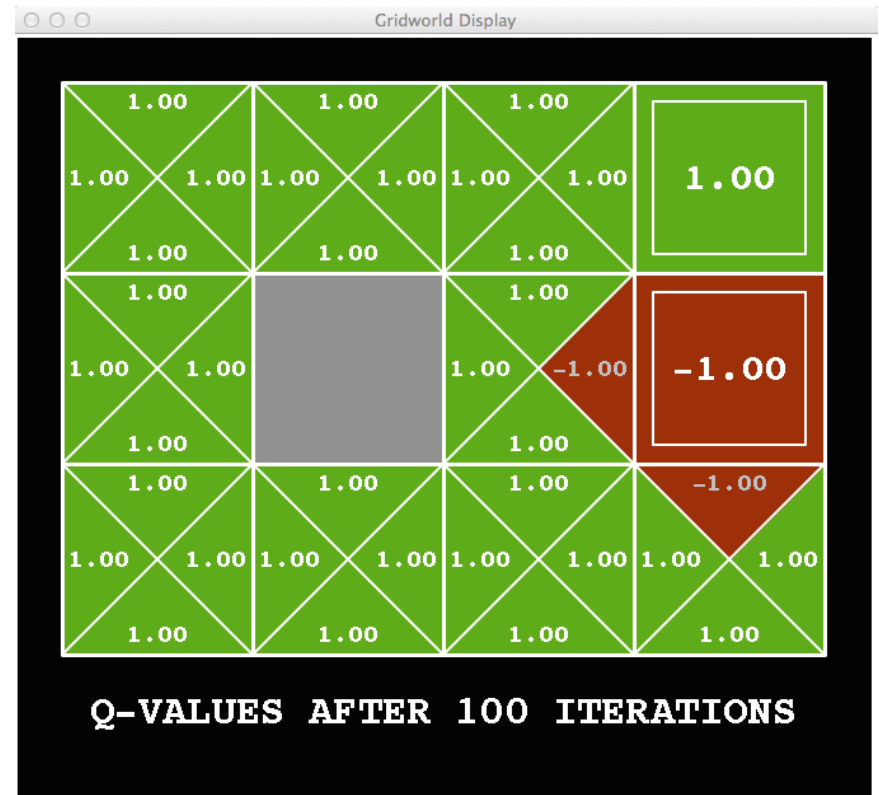 Gridworld Display
1.00 1.00 1.00
1.00 1.00 1.00 1.00 1.00 1.00 1.00
1.00 1.00 1.00
1.00 1.00
1.00 1.00 1.00 -1.00 -1.00
1.00 1.00
1.00 1.00 1.00 -1.00
1.00 1.00 1.00 1.00 1.00 1.00 1.00 1.00
1.00 1.00 1.00 1.00
Q-VALUES AFTER 100 ITERATIONS